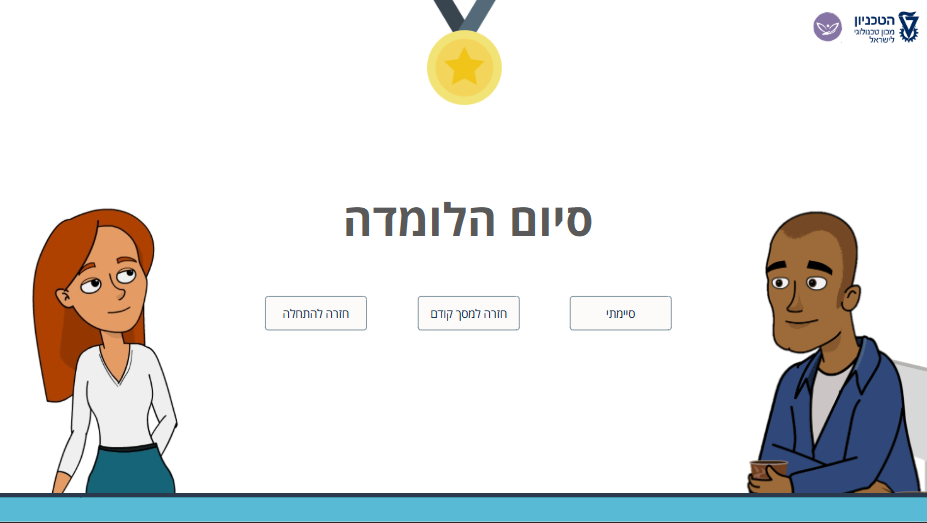 הטכניון
מכון טכנולוגי
לישראל
סיום הלומדה
סיימתי
חזרה למסך קודם
חזרה להתחלה